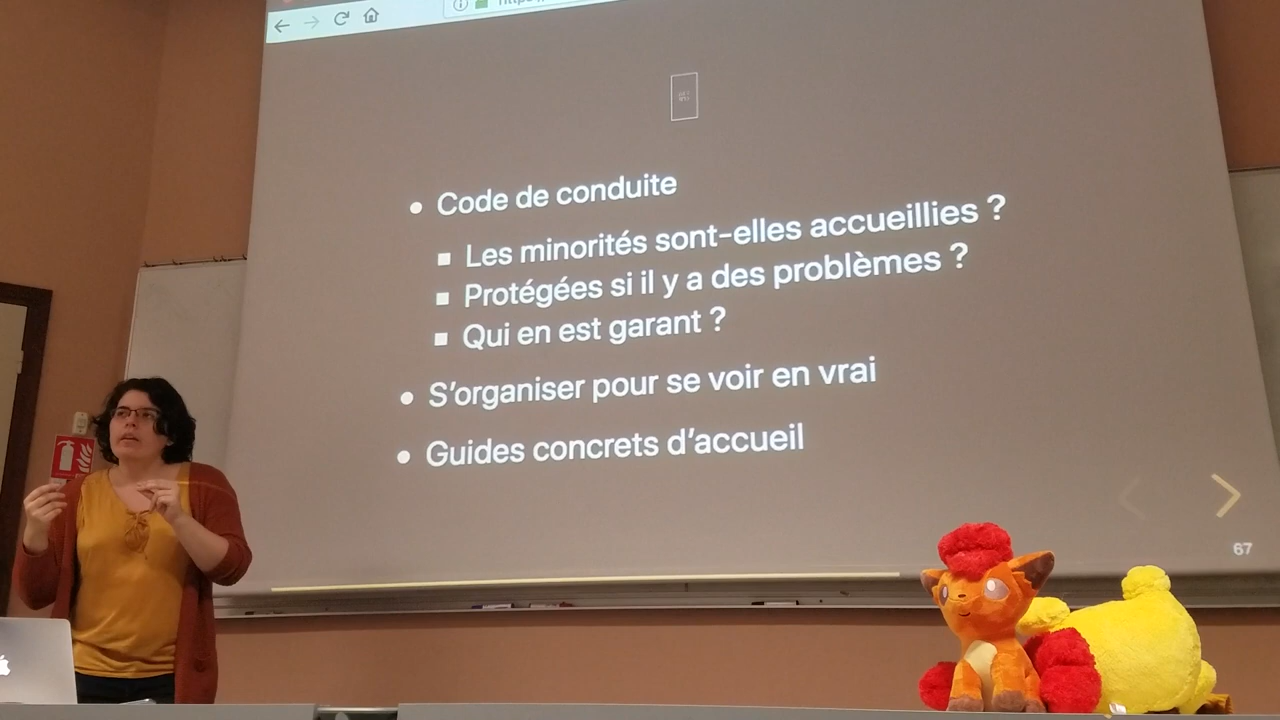 Code de conduite
Les minorités sont-elles accueillies ?
Protégées si il y a des problèmes ?
Qui en est garant ?
S'organiser pour se voir en vrai
Guides concrets d'accueil
67